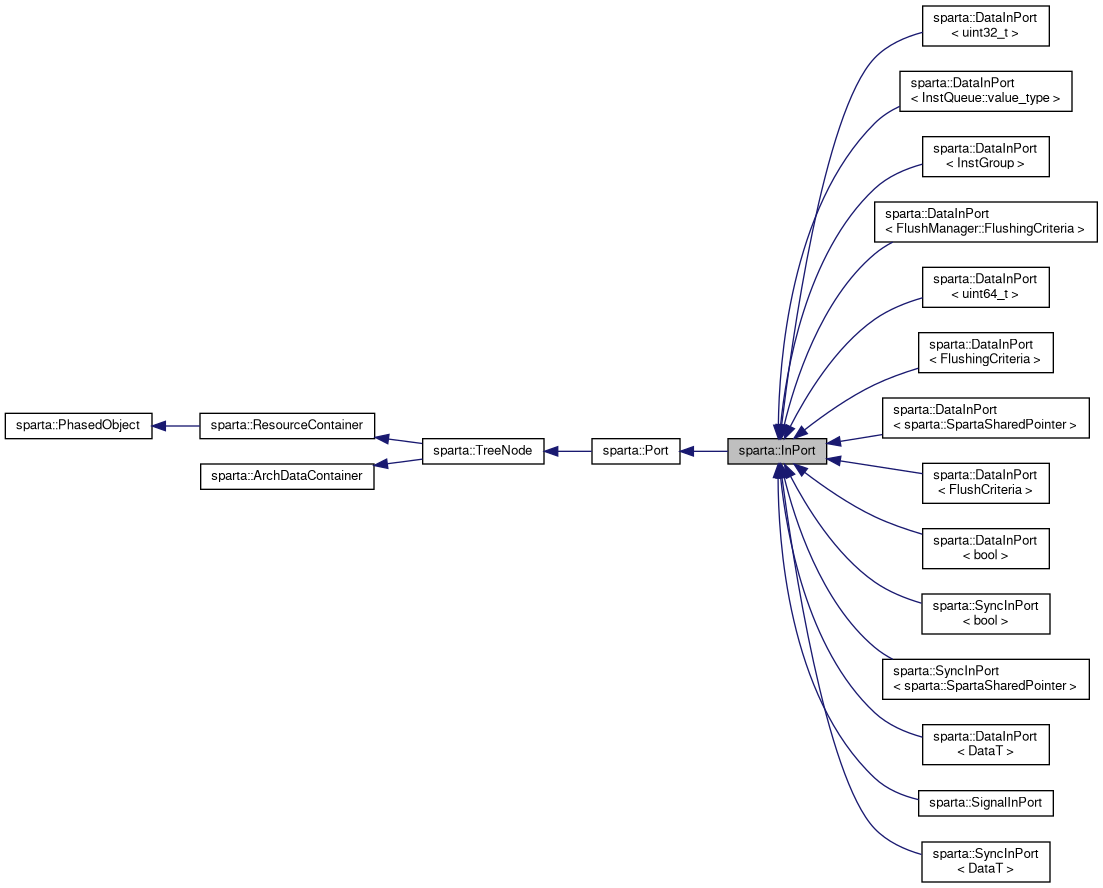 sparta::DataInPort
< uint32_t >
sparta::DataInPort
< InstQueue::value_type >
sparta::DataInPort
< InstGroup >
sparta::DataInPort
< FlushManager::FlushingCriteria >
sparta::DataInPort
< uint64_t >
sparta::DataInPort
< FlushingCriteria >
sparta::PhasedObject
sparta::ResourceContainer
sparta::ArchDataContainer
sparta::TreeNode
sparta::Port
sparta::InPort
sparta::DataInPort
< sparta::SpartaSharedPointer >
sparta::DataInPort
< FlushCriteria >
sparta::DataInPort
< bool >
sparta::SyncInPort
< bool >
sparta::SyncInPort
< sparta::SpartaSharedPointer >
sparta::DataInPort
< DataT >
sparta::SignalInPort
sparta::SyncInPort
< DataT >